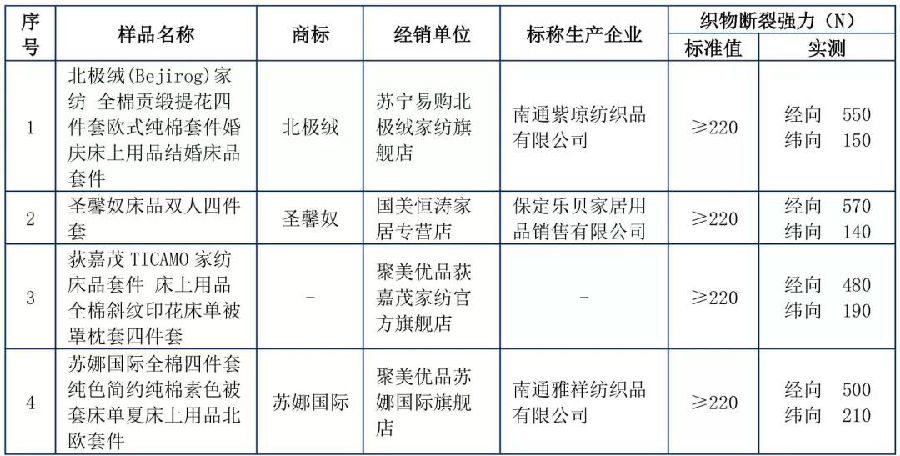 序号
样品名称
商标
经销单位
标称生产企业
织物断裂强力（N）
标准值
实测
1
北极绒(Bejirog)家
纺 全棉贡缎提花四
件套欧式纯棉套件婚
庆床上用品结婚床品
套件
北极绒
苏宁易购北
极绒家纺旗
舰店
南通紫琼纺织品
有限公司
≥220
经向 550
纬向 150
2
圣馨奴床品双人四件
套
圣馨奴
国美恒涛家
居专营店
保定乐贝家居用
品销售有限公司
≥220
经向 570
纬向 140
3
荻嘉茂 TICAMO 家纺
床品套件 床上用品
全棉斜纹印花床单被
罩枕套四件套
-
聚美优品荻
嘉茂家纺官
方旗舰店
-
≥220
经向 480
纬向 190
4
苏娜国际全棉四件套
纯色简约纯棉素色被
套床单夏床上用品北
欧套件
苏娜国际
聚美优品苏
娜国际旗舰
店
南通雅祥纺织品
有限公司
≥220
经向 500
纬向 210